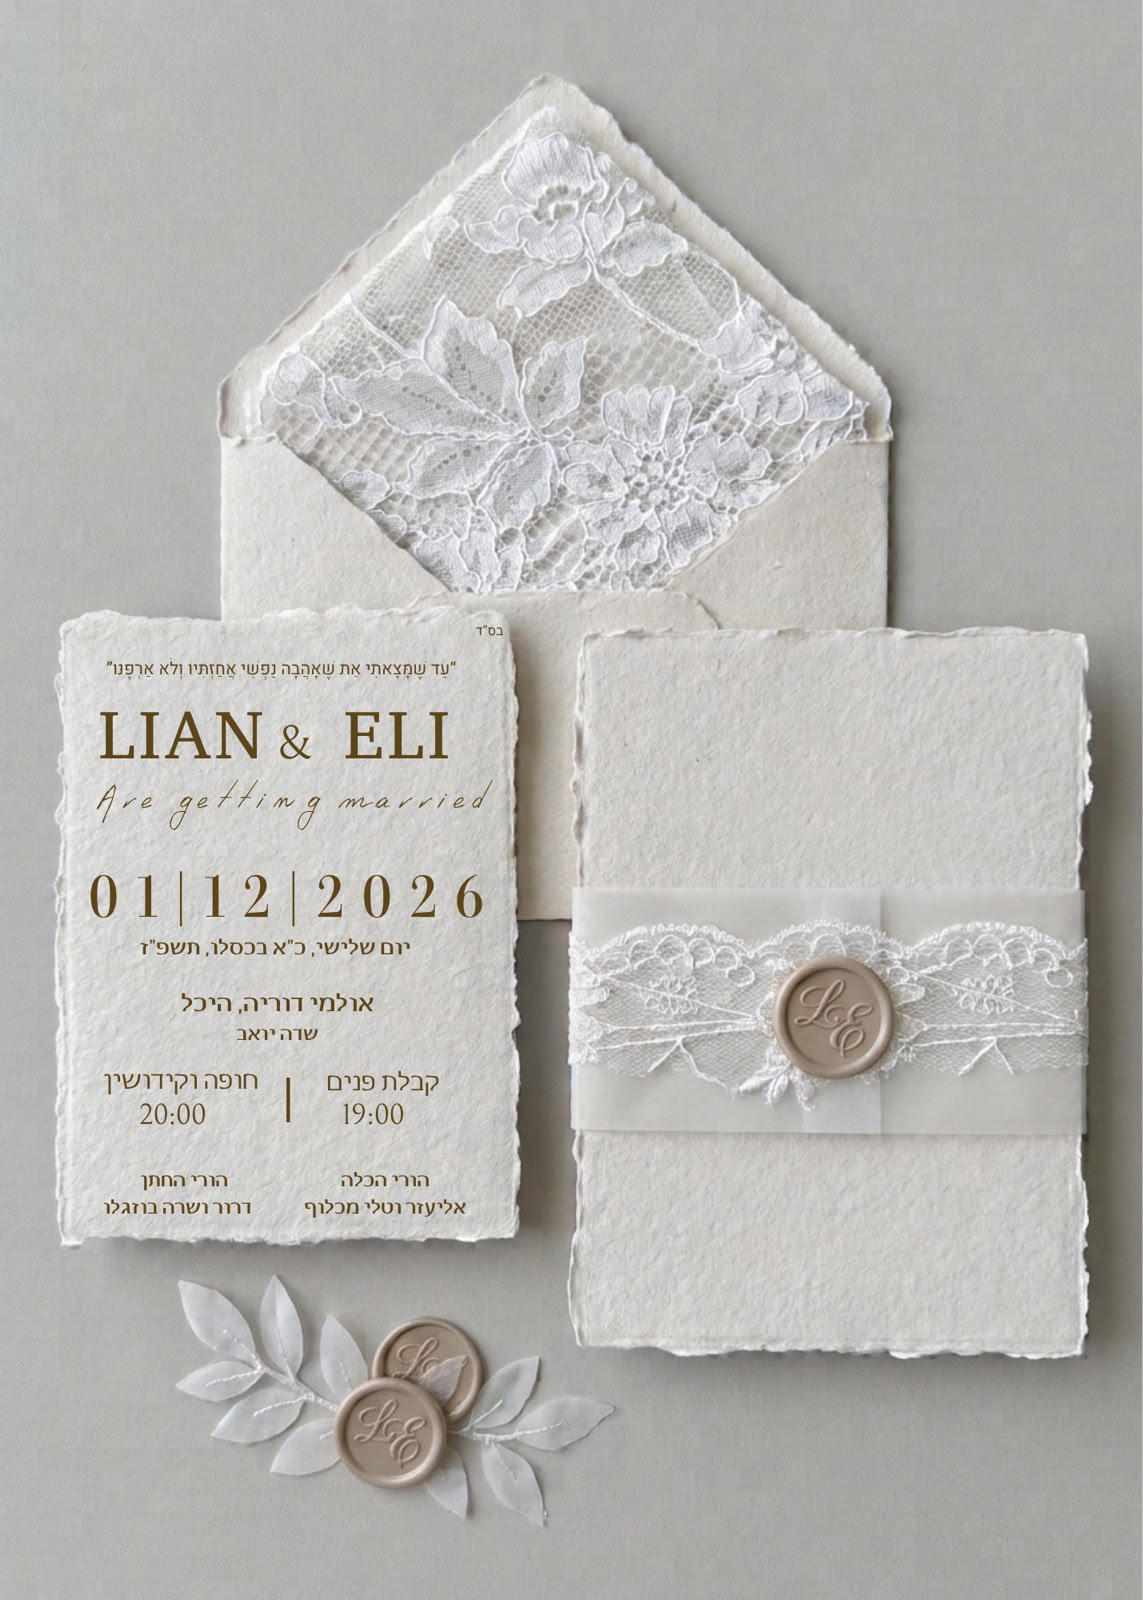 בס"ד
"עַד שֶׁמָּצָאתִי אֵת שֶׁאָהֲבָה נַפְשִׁי אֲחַזְתִּיו וְלֹא אַרְפֶּנּוּ"
LIAN & ELI
Are getting married
01|12|2026
יום שלישי, כ"א בכסלו, תשפ"ז
אולמי דוריה, היכל
שדה יואב
קבלת פנים | חופה וקידושין
19:00 20:00
הורי הכלה הורי החתן
אליעזר וטלי מכלוף דרור ושרה בוזגלו
LE
LE
L